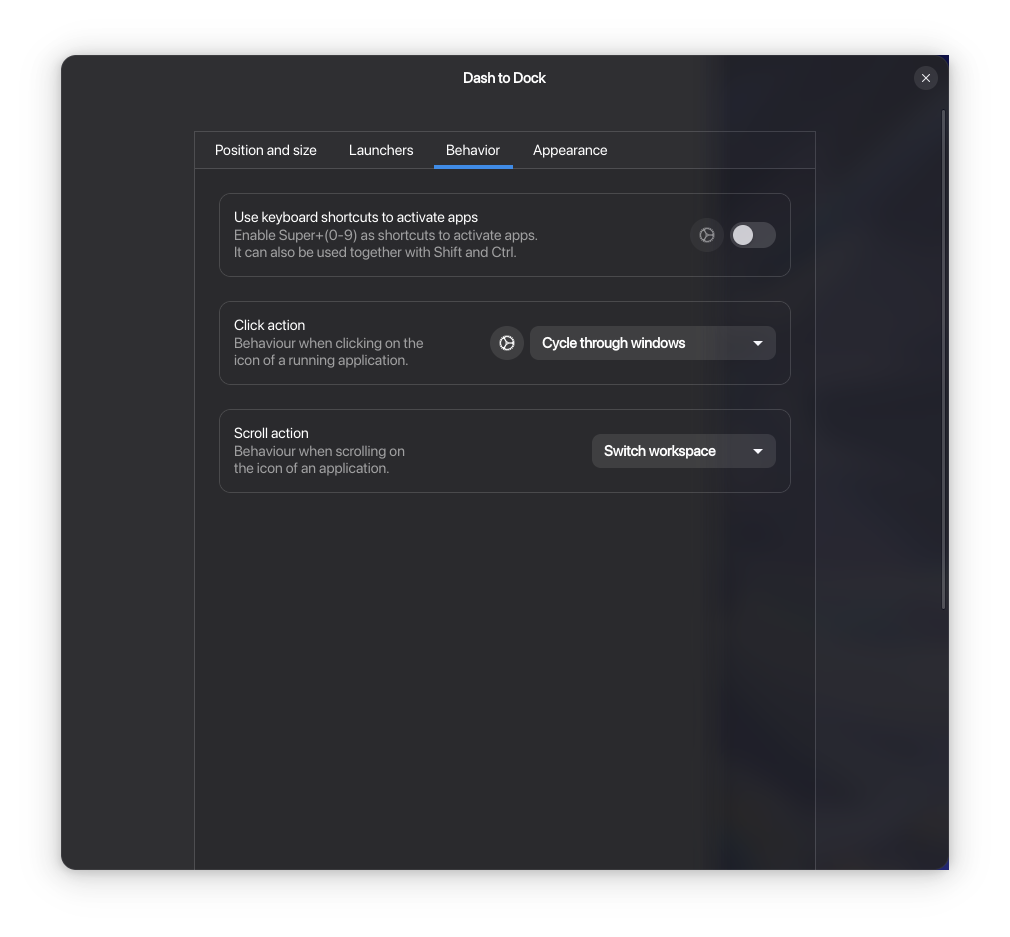 Dash to Dock
Position and size Launchers Behavior Appearance
Use keyboard shortcuts to activate apps
Enable Super+(0-9) as shortcuts to activate apps.
It can also be used together with Shift and Ctrl.
Click action
Behaviour when clicking on the
icon of a running application.
Cycle through windows
Scroll action
Behaviour when scrolling on
the icon of an application.
Switch workspace